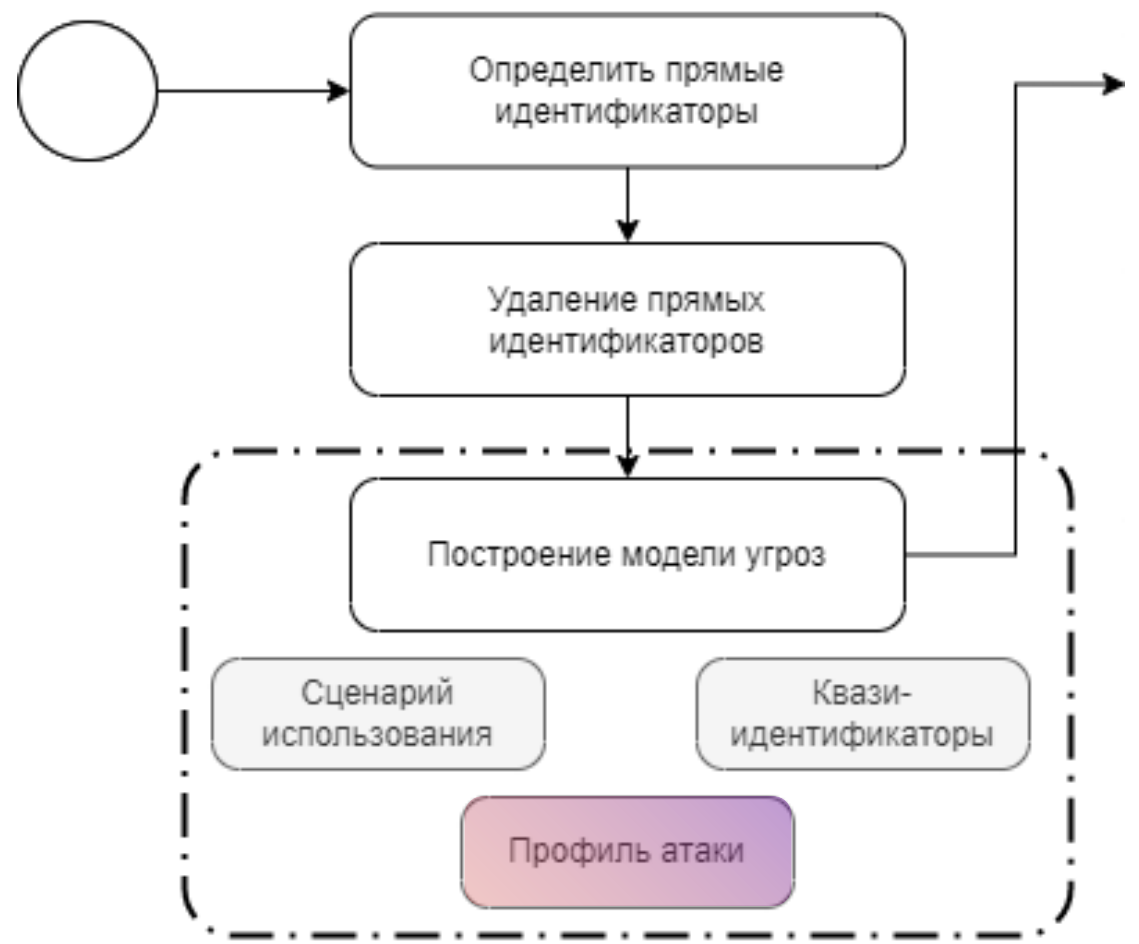 Определить прямые
идентификаторы
Удаление прямых
идентификаторов
Построение модели угроз
Сценарий
использования
Квази-
идентификаторы
Профиль атаки